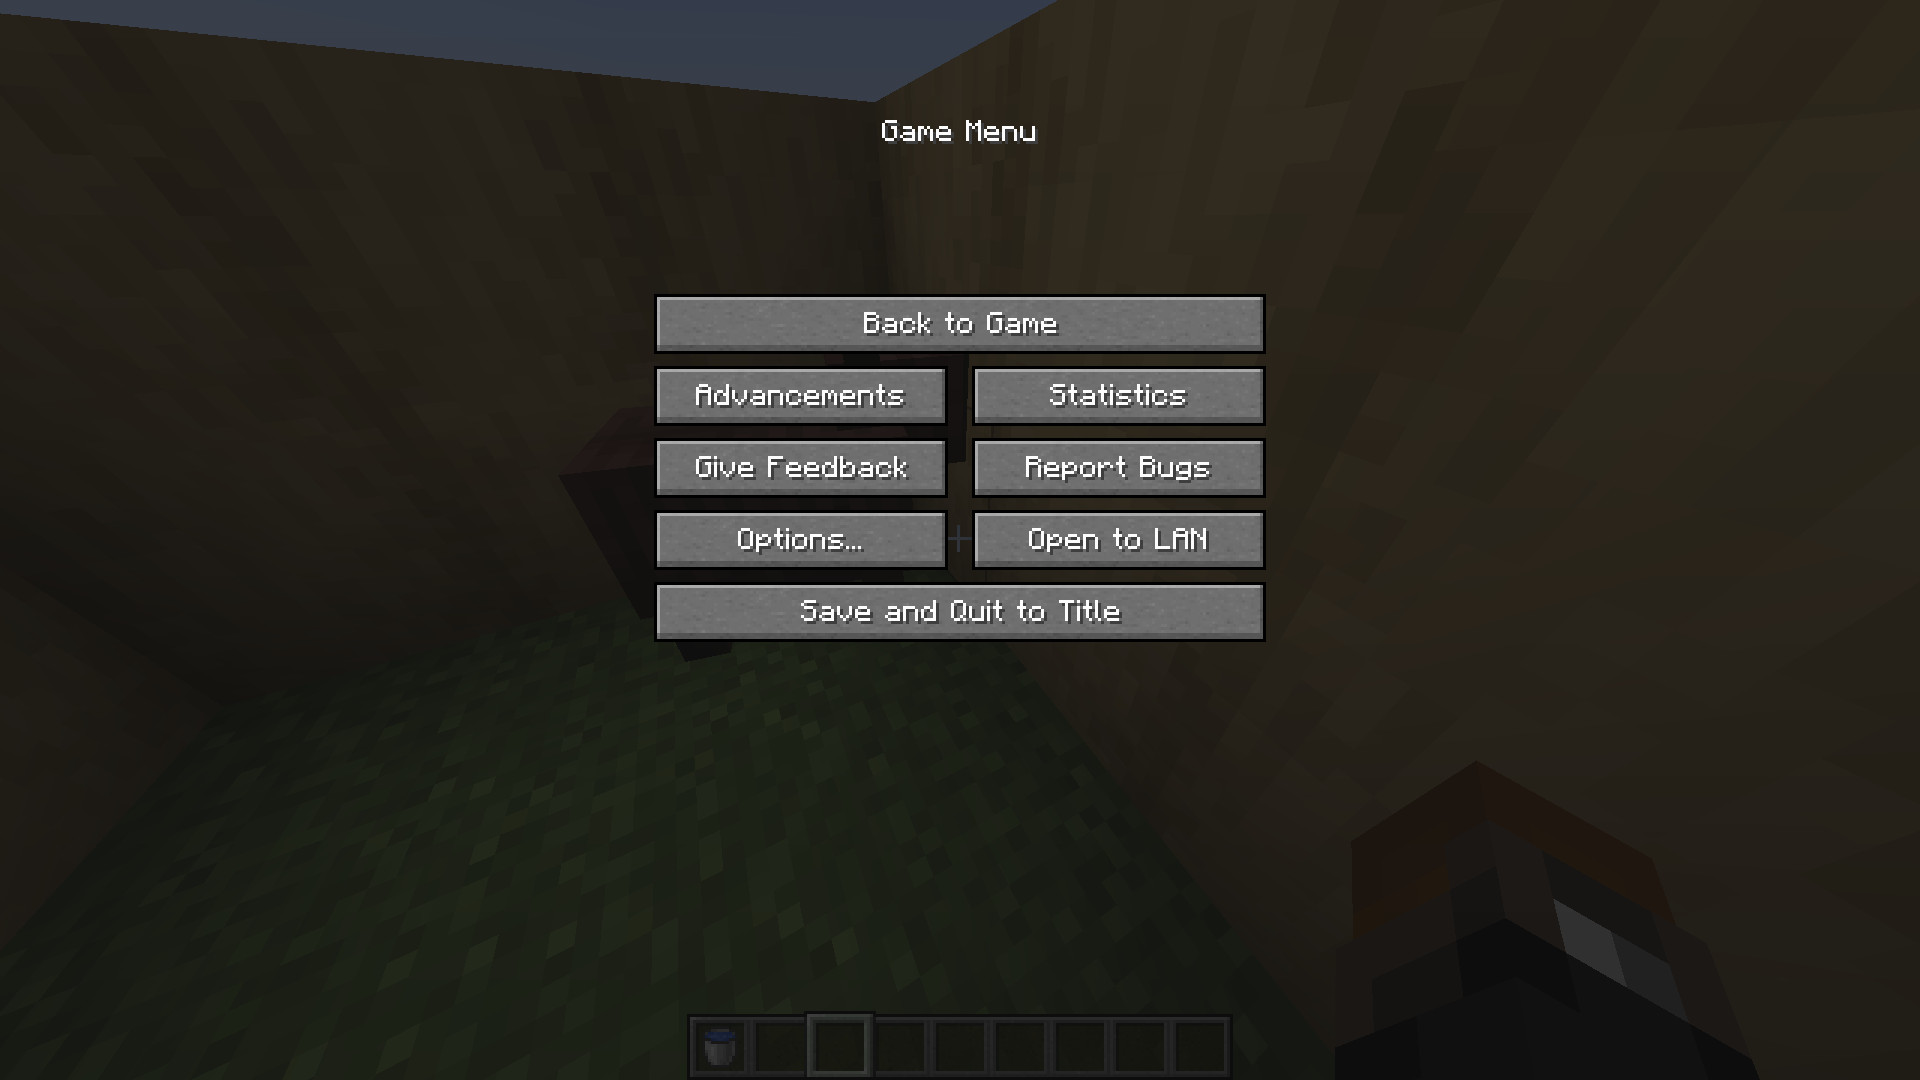 Game Menu
Back to Game
Advancements
Statistics
Give Feedback
Report Bugs
Options...
Open to LAN
Save and Quit to Title